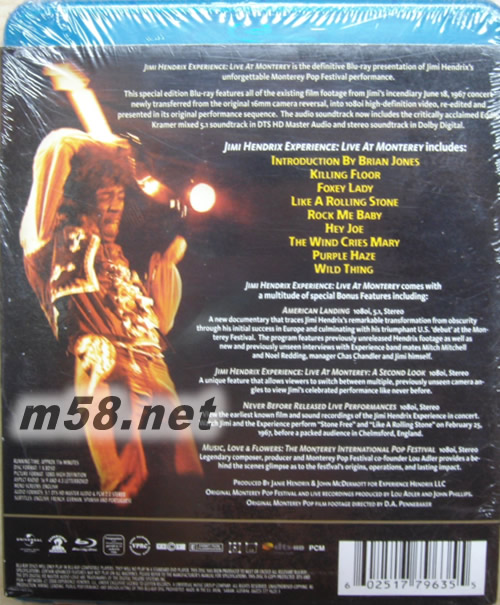 JIMI HENDRIX EXPERIENCE: LIVE AT MONTEREY is the definitive Blu-ray presentation of Jimi Hendrix's
unforgettable Monterey Pop Festival performance.
This special edition Blu-ray features all of the existing film footage from Jimi's incendiary June 18, 1967 concert
newly transferred from the original 16mm camera reversal, into 1080i high-definition video, re-edited and
presented in its original performance sequence. The audio soundtrack now includes the critically acclaimed Eddie
Kramer mixed 5.1 soundtrack in DTS HD Master Audio and stereo soundtrack in Dolby Digital.
JIMI HENDRIX EXPERIENCE: LIVE AT MONTEREY includes:
INTRODUCTION BY BRIAN JONES
KILLING FLOOR
FOXEY LADY
LIKE A ROLLING STONE
ROCK ME BABY
HEY JOE
THE WIND CRIES MARY
PURPLE HAZE
WILD THING
JIMI HENDRIX EXPERIENCE: LIVE AT MONTEREY comes with
a multitude of special Bonus Features including:
AMERICAN LANDING 1080i, 5.1, Stereo
A new documentary that traces Jimi Hendrix's remarkable transformation from obscurity
through his initial success in Europe and culminating with his triumphant U.S. 'debut' at the Mon-
terey Festival. The program features previously unreleased Hendrix footage as well as
new and previously unseen interviews with Experience band mates Mitch Mitchell
and Noel Redding, manager Chas Chandler and Jimi himself.
JIMI HENDRIX EXPERIENCE: LIVE AT MONTEREY: A SECOND LOOK 1080i, Stereo
A unique feature that allows viewers to switch between multiple, previously unseen camera an-
gles to view Jimi's celebrated performance like never before.
NEVER BEFORE RELEASED LIVE PERFORMANCES 1080i, Stereo
the earliest known film and sound recordings of the Jimi Hendrix Experience in concert.
Jimi and the Experience perform "Stone Free" and "Like A Rolling Stone" on February 25,
1967, before a packed audience in Chelmsford, England.
MUSIC, LOVE & FLOWERS: THE MONTEREY INTERNATIONAL POP FESTIVAL 1080i, Stereo
Legendary composer, producer and Monterey Pop Festival co-founder Lou Adler provides a be-
hind the scenes glimpse as to the festival's origins, operations, and lasting impact.
PRODUCED BY JANIE HENDRIX & JOHN MCDERMOTT FOR EXPERIENCE HENDRIX LLC
ORIGINAL MONTEREY POP FESTIVAL AND LIVE RECORDINGS PRODUCED BY LOU ADLER AND JOHN PHILLIPS.
ORIGINAL MONTEREY POP FILM FOOTAGE DIRECTED BY D.A. PENNEBAKER
m58.net
UNIVERSAL
dts
PCM
6 02517 79635 5